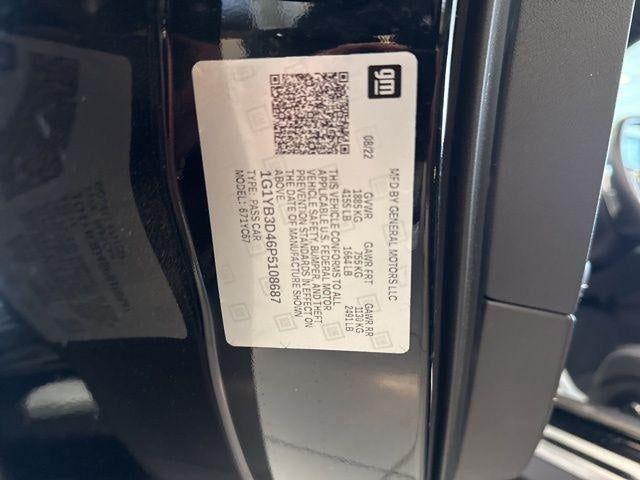 gm
08/22
MFD BY GENERAL MOTORS LLC
GVWR GAWR FRT GAWR RR
1885 KG 755 KG 1130 KG
4155 LB 1664 LB 2491 LB
THIS VEHICLE CONFORMS TO ALL
APPLICABLE U.S. FEDERAL MOTOR
VEHICLE SAFETY, BUMPER, AND THEFT
PREVENTION STANDARDS IN EFFECT ON
THE DATE OF MANUFACTURE SHOWN
ABOVE.
1G1YB3D46P5108687
TYPE: PASS CAR
MODEL: 671YC67